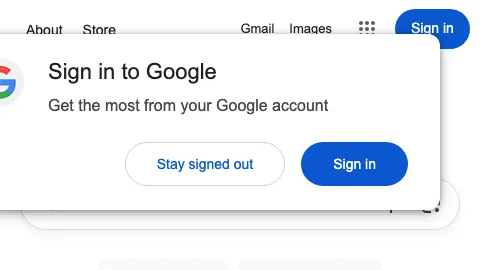 About Store Gmail Images Sign in
Sign in to Google
Get the most from your Google account
Stay signed out Sign in